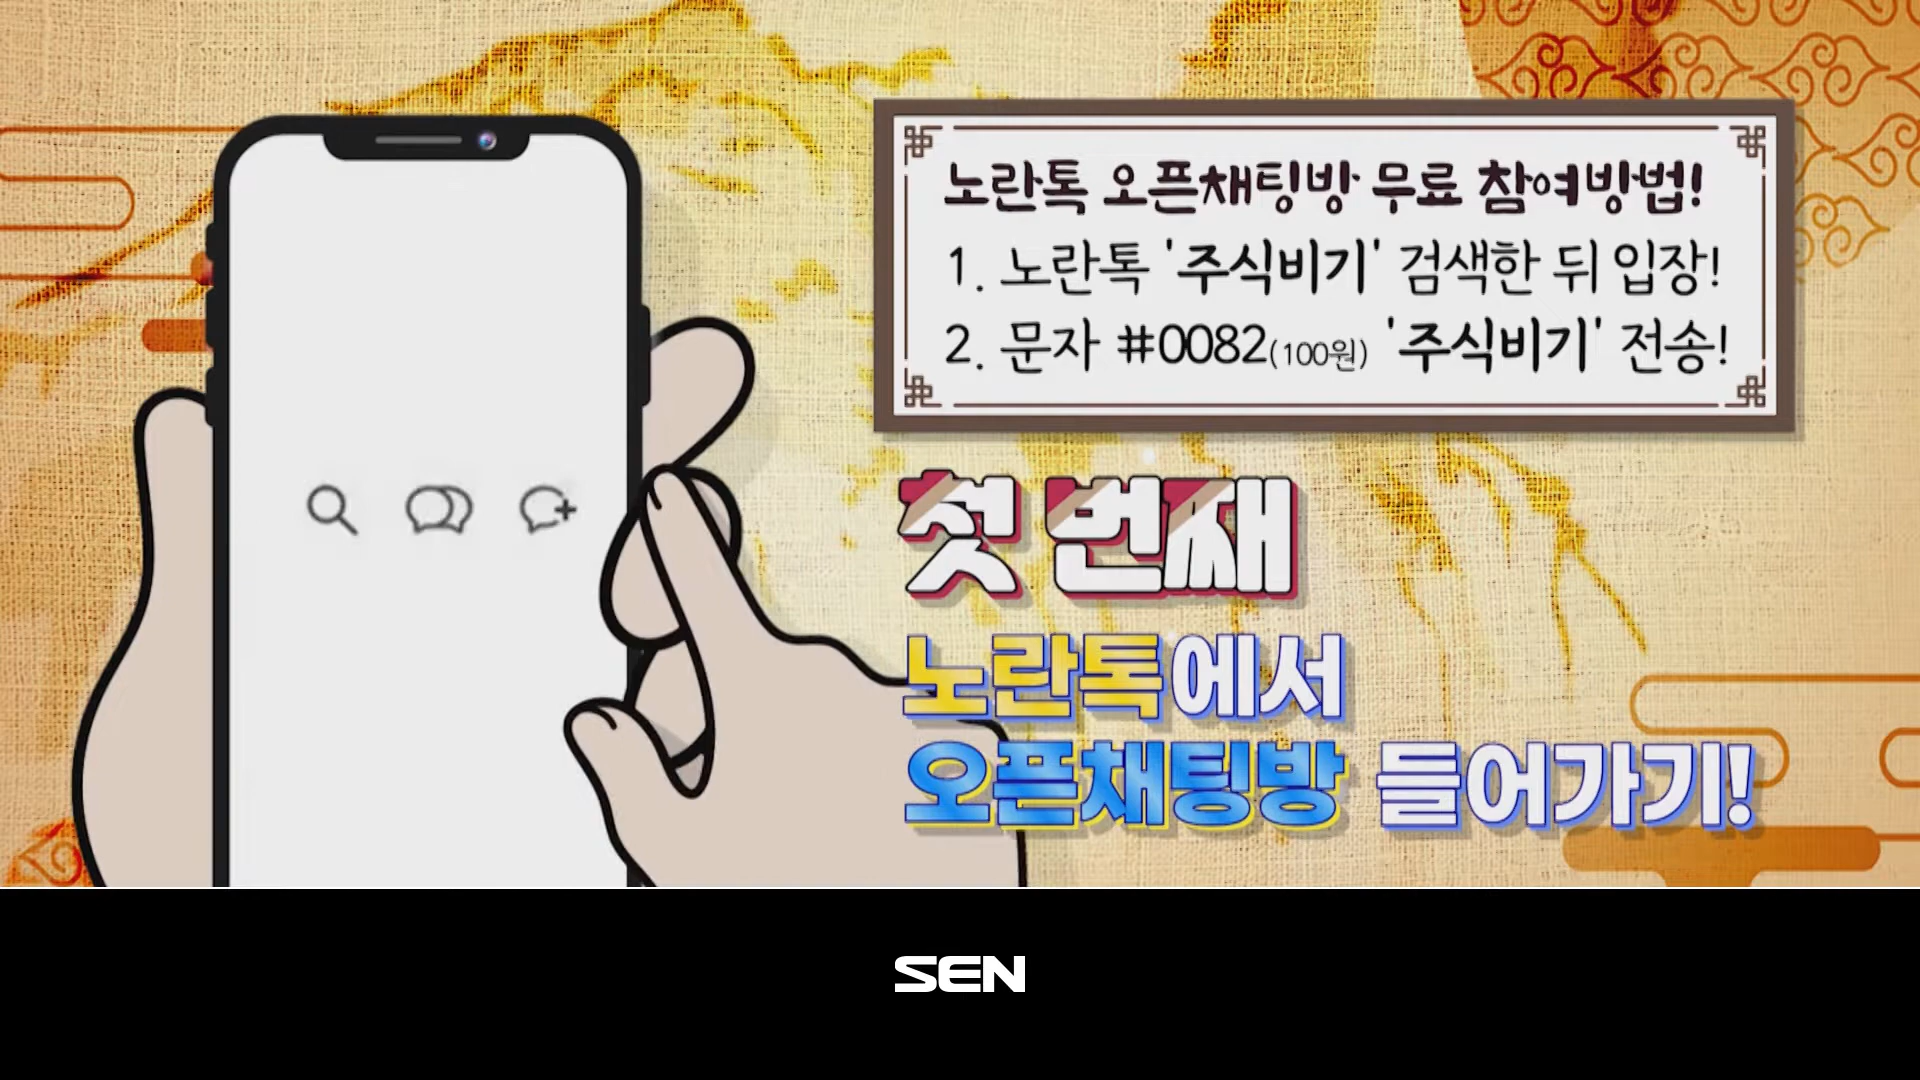 노란톡 오픈채팅방 무료 참여방법!
1. 노란톡 '주식비기' 검색한 뒤 입장!
2. 문자 #0082(100원) '주식비기' 전송!
첫 번째
노란톡에서
오픈채팅방 들어가기!
SEN